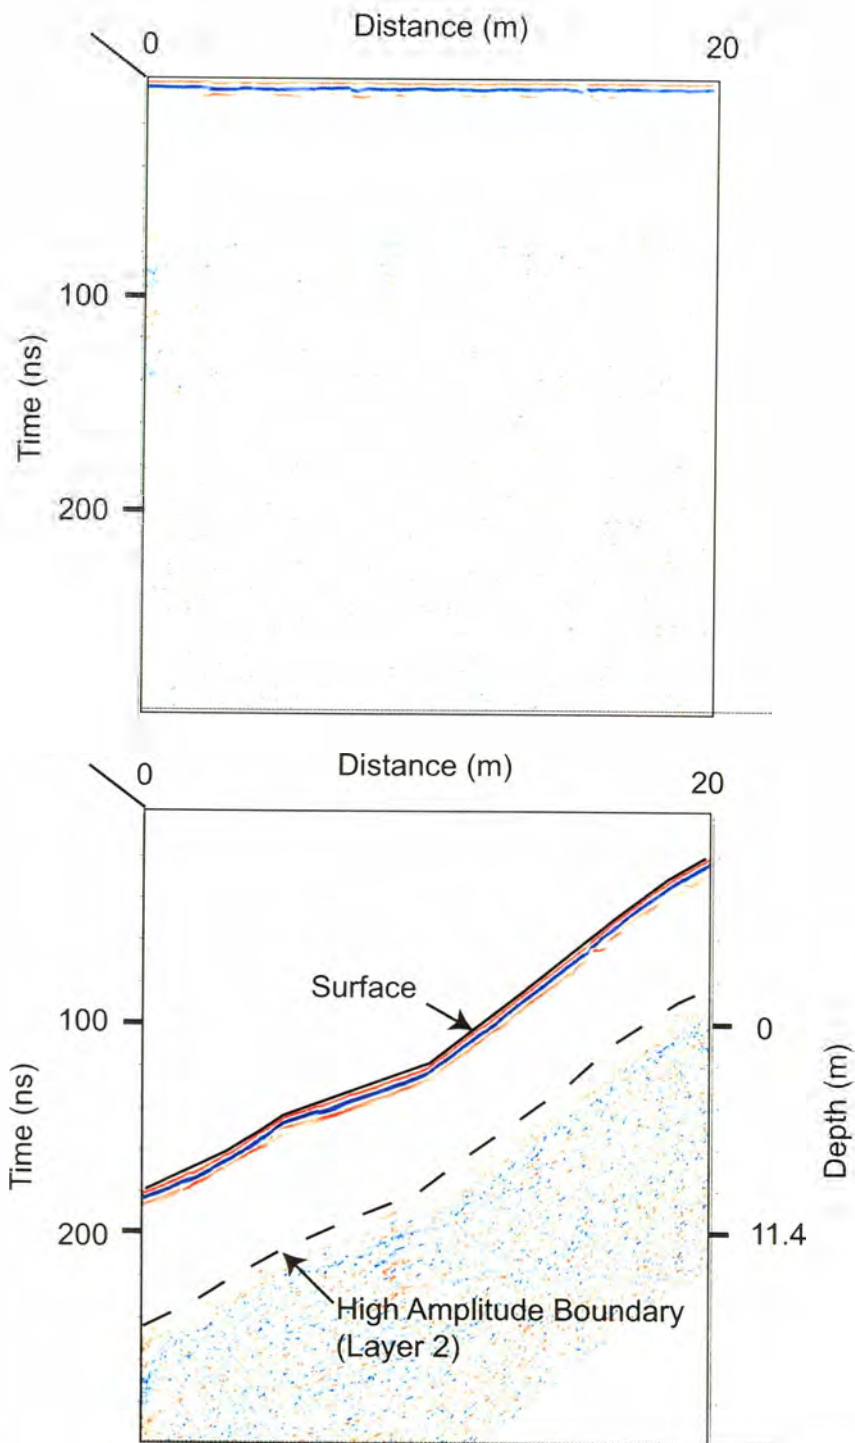 Distance (m)
0
20
Time (ns)
100
200
Distance (m)
0
20
Surface
100
0
Time (ns)
Depth (m)
200
11.4
High Amplitude Boundary
(Layer 2)